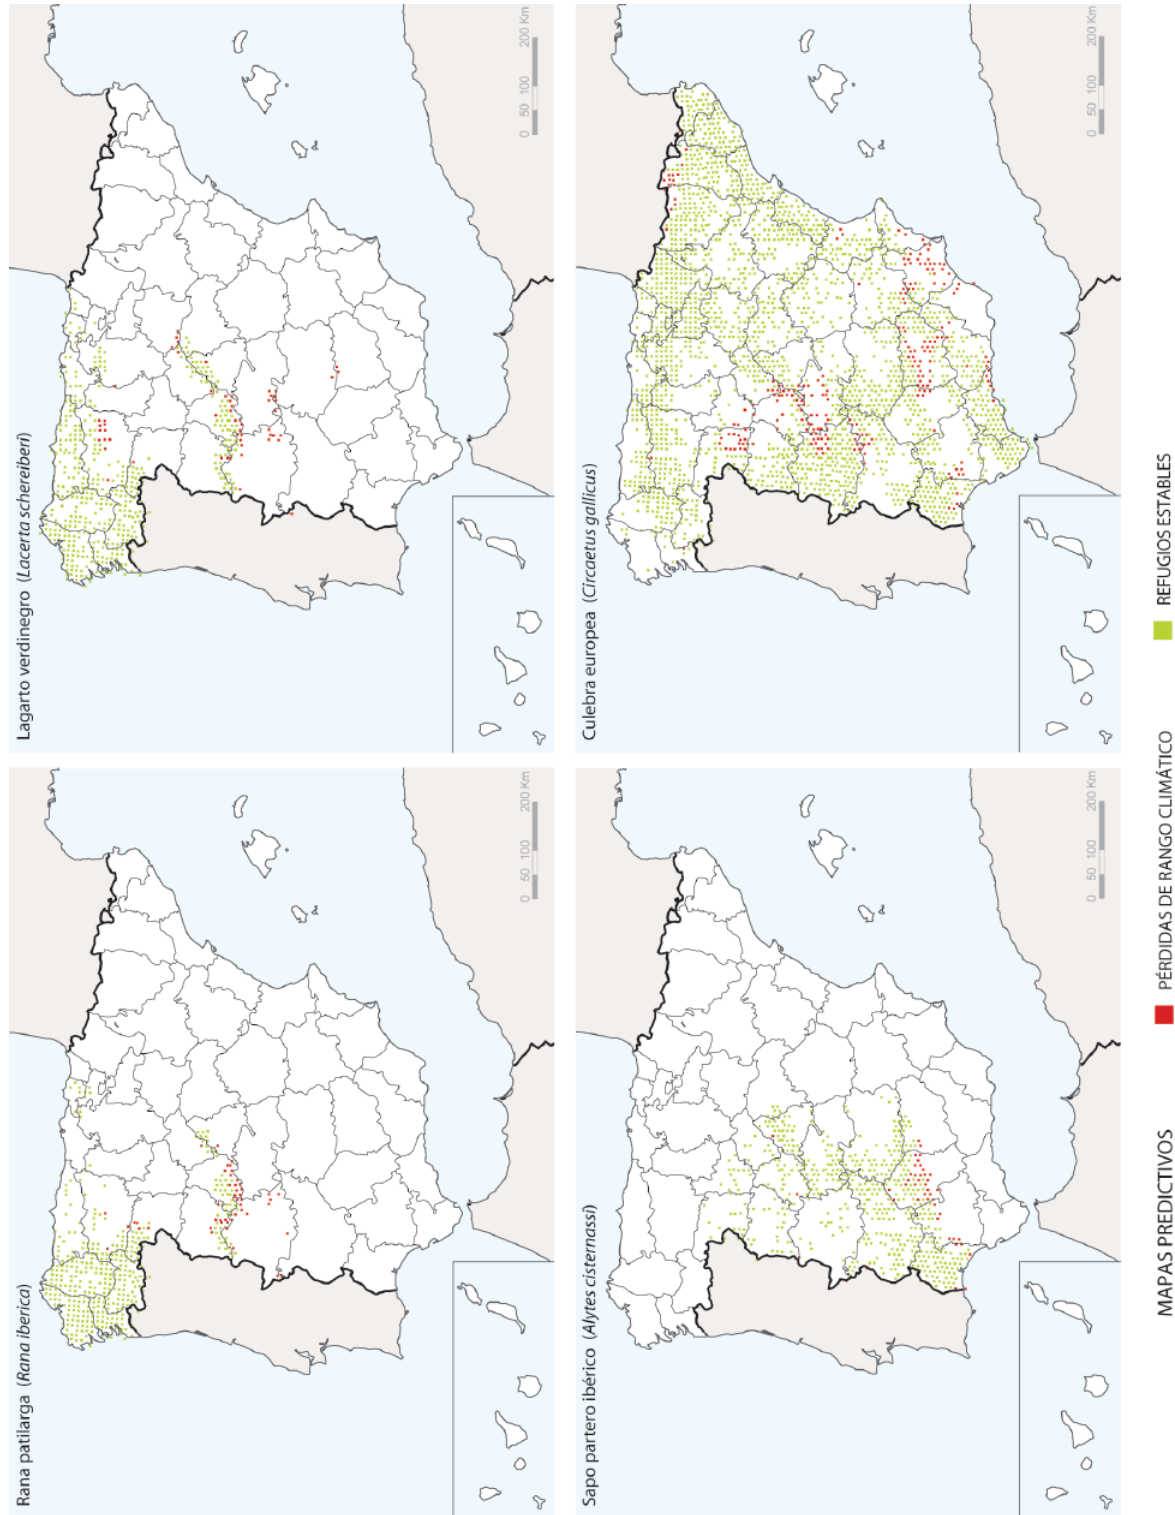 Rana patilarga (Rana iberica)
0 50 100 200 Km
Lagarto verdinegro (Lacerta schereiberi)
0 50 100 200 Km
Sapo partero ibérico (Alytes cisternassi)
0 50 100 200 Km
Culebra europea (Circaetus gallicus)
0 50 100 200 Km
MAPAS PREDICTIVOS
PÉRDIDAS DE RANGO CLIMÁTICO
REFUGIOS ESTABLES